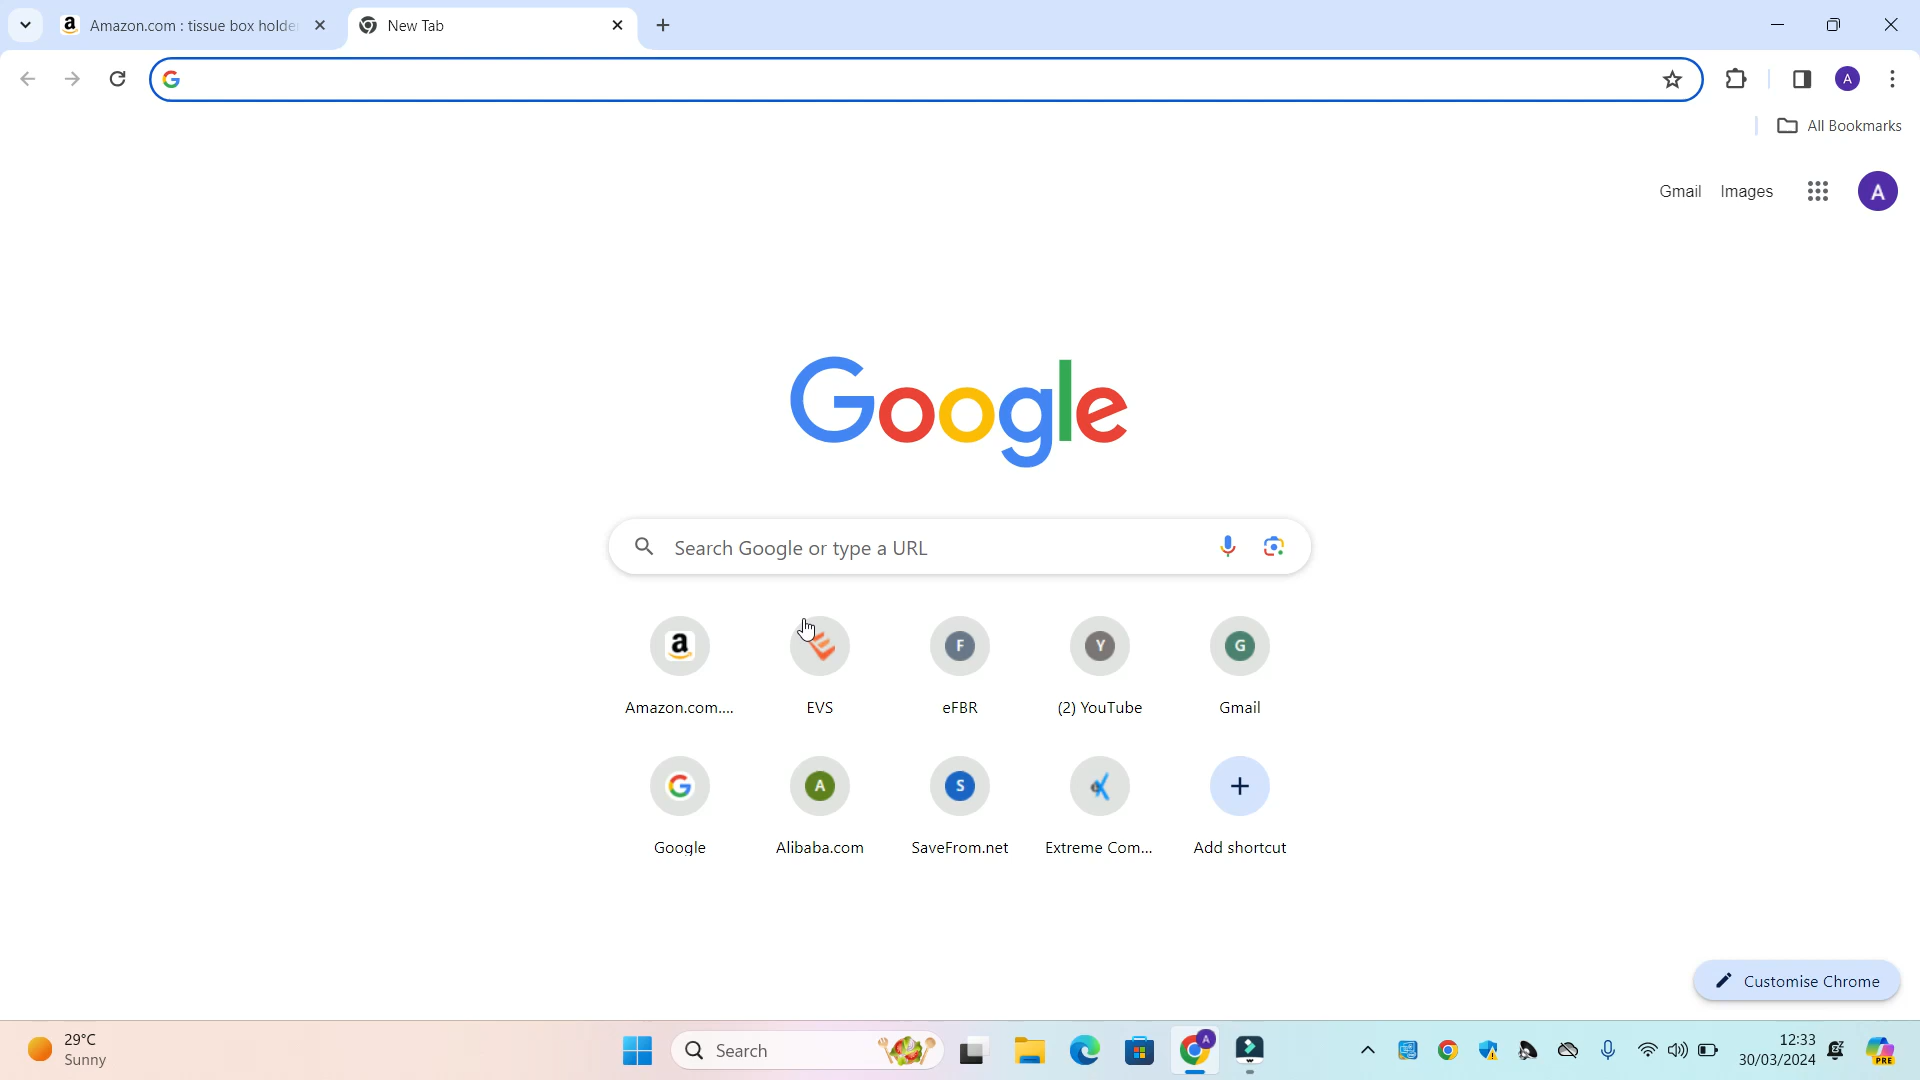 a Amazon.com : tissue box holde
New Tab
G
A
All Bookmarks
Gmail Images A
Google
Search Google or type a URL
a F Y G
Amazon.com.... EVS eFBR (2) YouTube Gmail
G A S
Google Alibaba.com SaveFrom.net Extreme Com... Add shortcut
Customise Chrome
29°C
Sunny
Search
A
12:33
30/03/2024
PRE